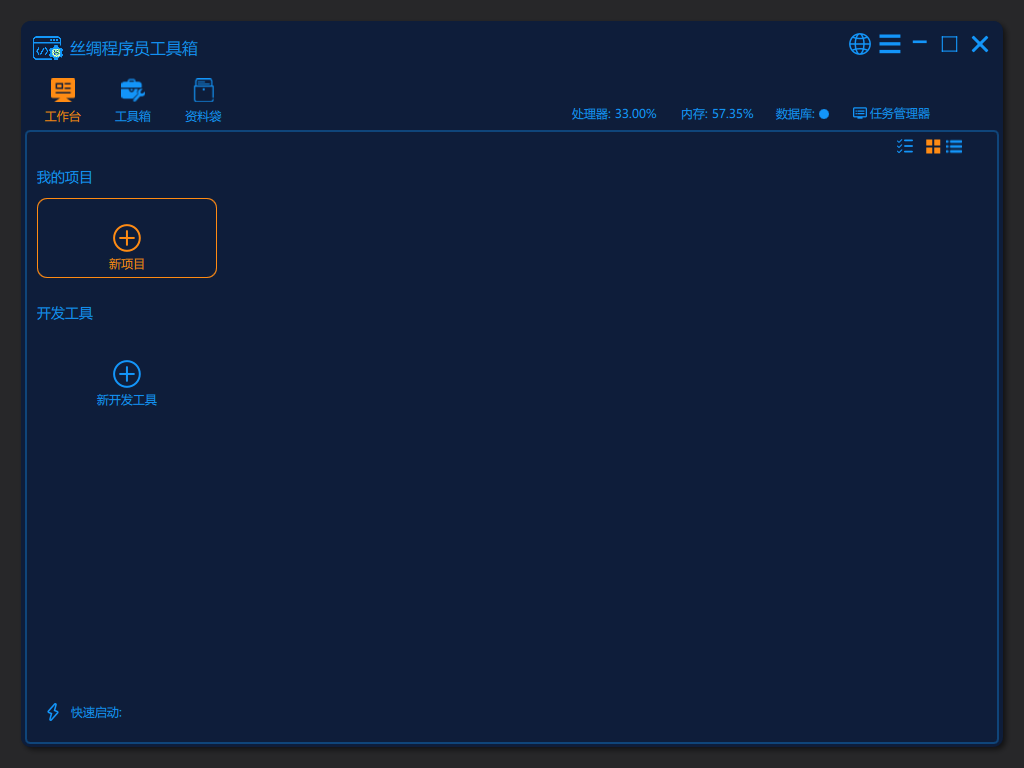 丝绸程序员工具箱
工作台 工具箱 资料袋
处理器: 33.00% 内存: 57.35% 数据库: 任务管理器
我的项目
新项目
开发工具
新开发工具
快速启动: